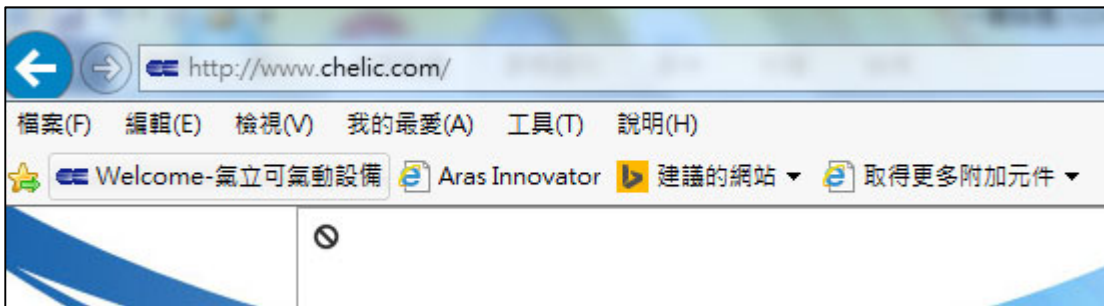 http://www.chelic.com/
檔案(F) 編輯(E) 檢視(V) 我的最愛(A) 工具(T) 說明(H)
Welcome-氣立可氣動設備 Aras Innovator 建議的網站 取得更多附加元件